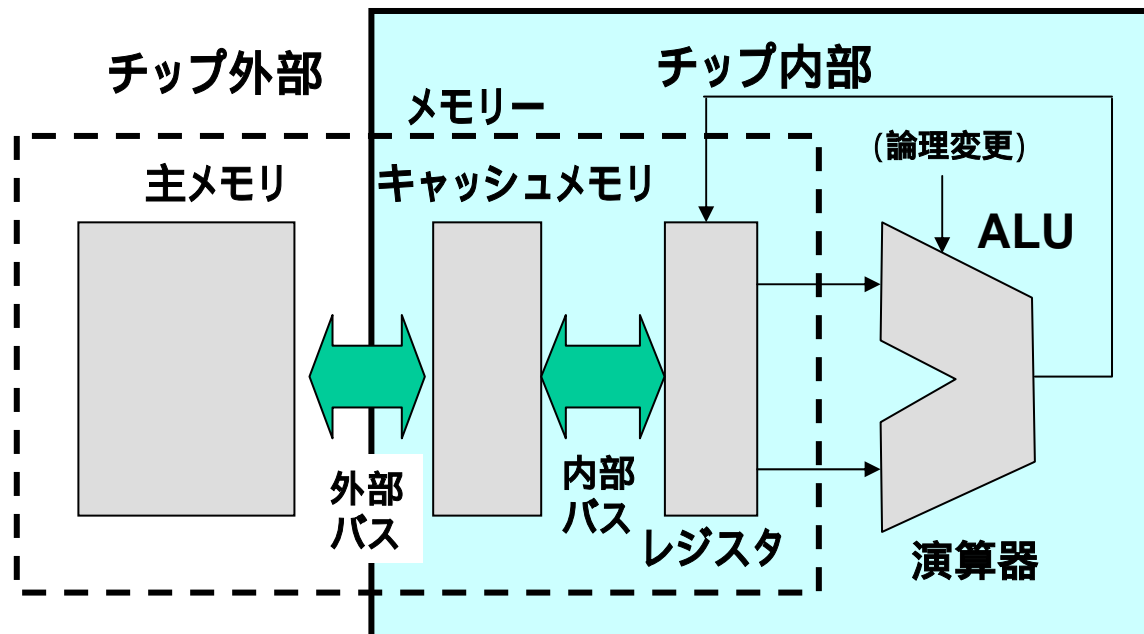 チップ外部
チップ内部
メモリー
(論理変更)
主メモリ
キャッシュメモリ
ALU
外部
バス
内部
バス
レジスタ
演算器